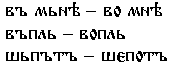 въ мьнѣ – во мнѣ
въпль – вопль
шьпътъ – шепотъ